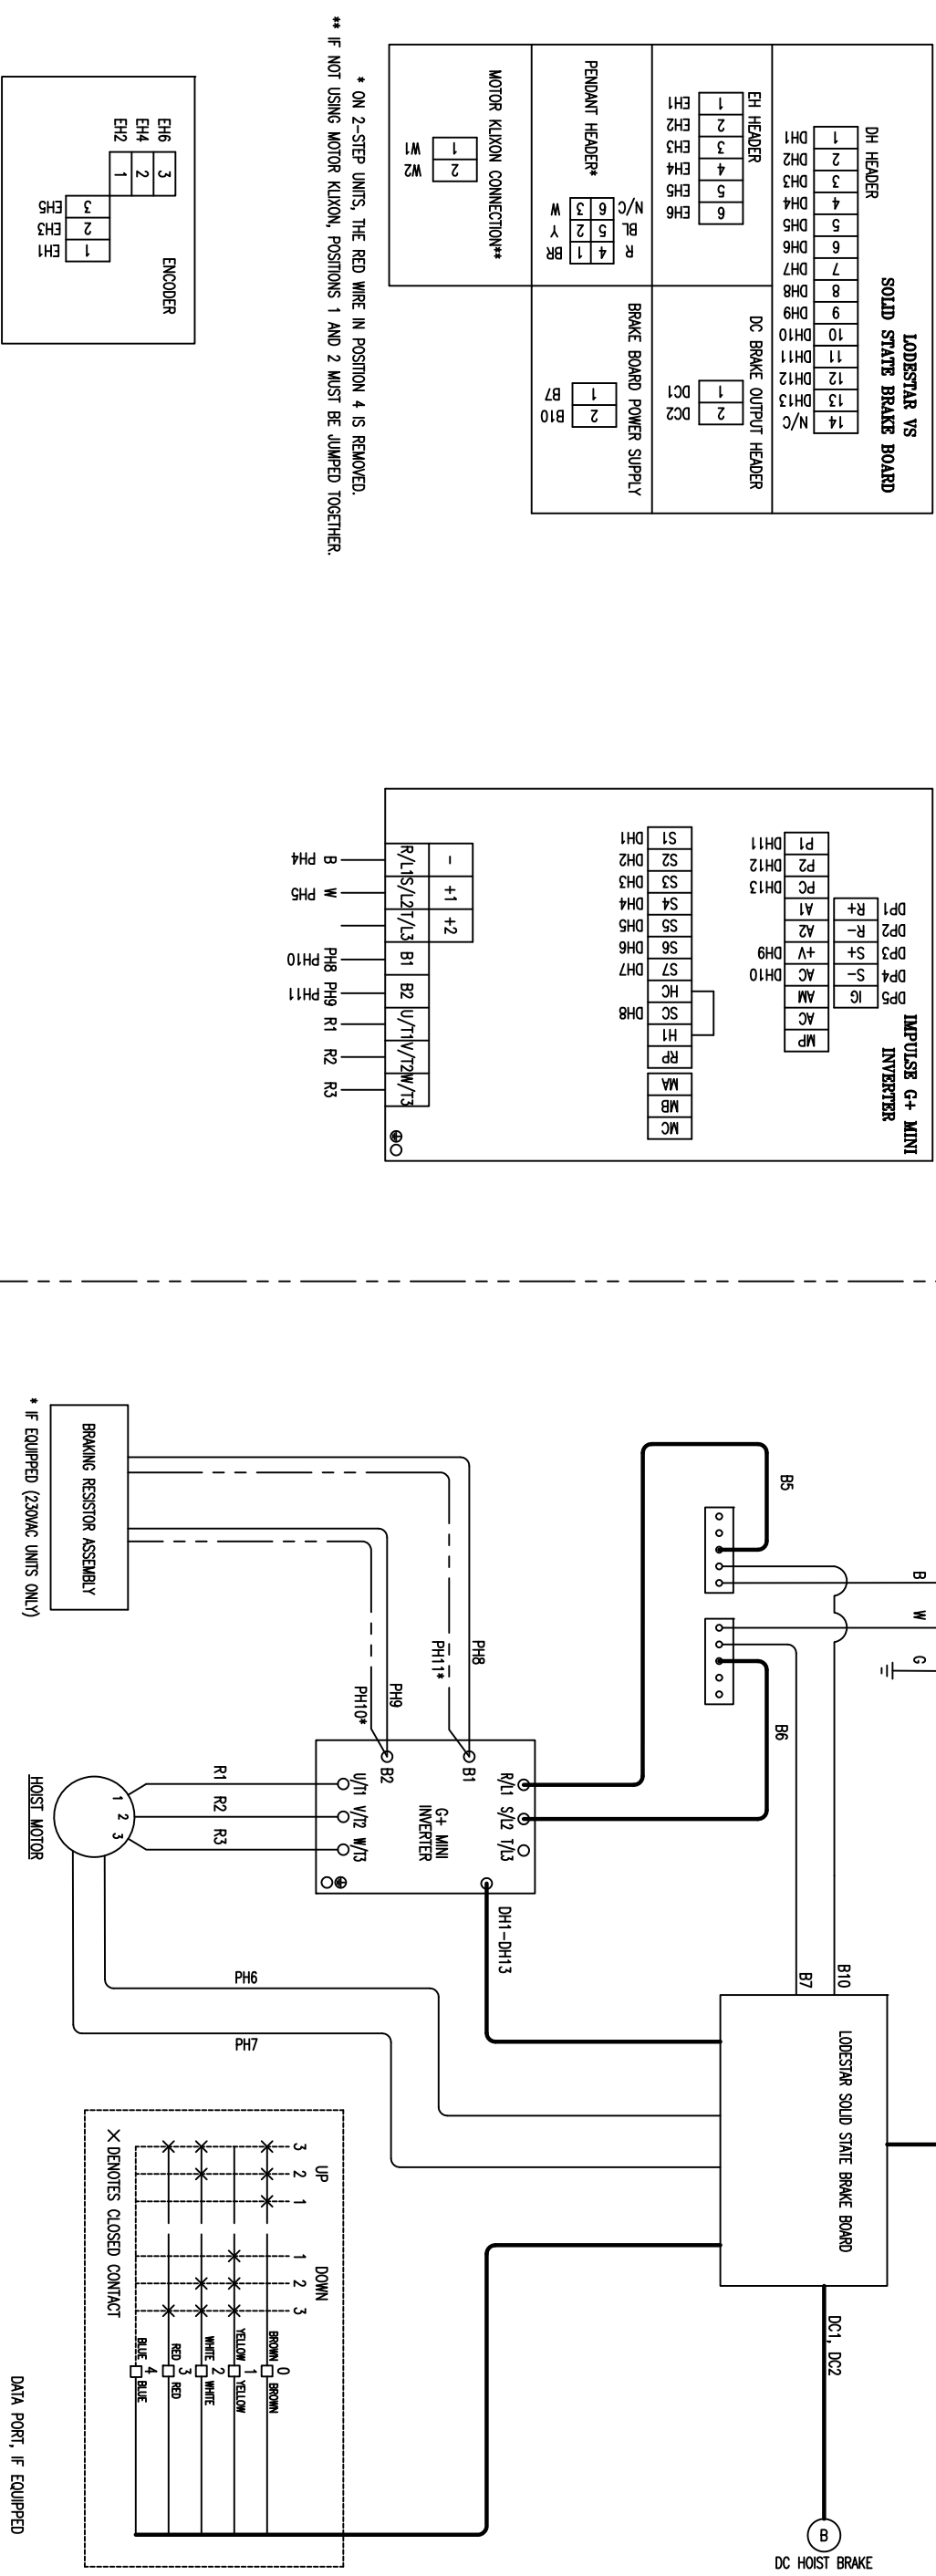 LODESTAR VS
SOLID STATE BRAKE BOARD
DH HEADER
1 2 3 4 5 6 7 8 9 10 11 12 13 14
DH1 DH2 DH3 DH4 DH5 DH6 DH7 DH8 DH9 DH10 DH11 DH12 DH13 N/C
EH HEADER
1 2 3 4 5 6
EH1 EH2 EH3 EH4 EH5 EH6
DC BRAKE OUTPUT HEADER
1 2
DC1 DC2
PENDANT HEADER*
N/C BL R
6 5 4
3 2 1
W Y BR
BRAKE BOARD POWER SUPPLY
1 2
B7 B10
MOTOR KLIXON CONNECTION**
1 2
W1 W2
* ON 2-STEP UNITS, THE RED WIRE IN POSITION 4 IS REMOVED.
** IF NOT USING MOTOR KLIXON, POSITIONS 1 AND 2 MUST BE JUMPED TOGETHER.
ENCODER
EH6 3
EH4 2
EH2 1
3 2 1
EH5 EH3 EH1
IMPULSE G+ MINI
INVERTER
DP1 DP2 DP3 DP4 DP5
R+ R- S+ S- IG
P1 P2 PC A1 A2 +V AC AM AC MP
DH11 DH12 DH13 DH9 DH10
S1 S2 S3 S4 S5 S6 S7 HC SC H1 RP
MA MB MC
DH1 DH2 DH3 DH4 DH5 DH6 DH7 DH8
- +1 +2
R/L1 S/L2 T/L3 B1 B2 U/T1 V/T2 W/T3
B W PH8 PH9 R1 R2 R3
PH4 PH5 PH10 PH11
B W G
B5
B6
B10
B7
LODESTAR SOLID STATE BRAKE BOARD
DC1, DC2
B
DC HOIST BRAKE
R/L1 S/L2 T/L3
B1
B2
G+ MINI
INVERTER
U/T1 V/T2 W/T3
DH1-DH13
PH8
PH11*
PH9
PH10*
BRAKING RESISTOR ASSEMBLY
* IF EQUIPPED (230VAC UNITS ONLY)
R1
R2
R3
1 2 3
HOIST MOTOR
PH6
PH7
UP DOWN
3 2 1 1 2 3
BROWN 0 BROWN
YELLOW 1 YELLOW
WHITE 2 WHITE
RED 3 RED
BLUE 4 BLUE
X DENOTES CLOSED CONTACT
DATA PORT, IF EQUIPPED